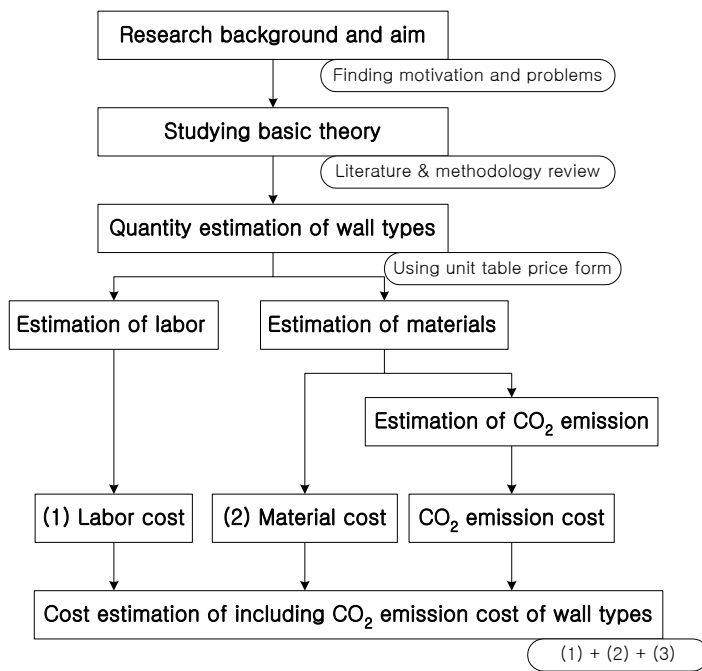 Research background and aim
Finding motivation and problems
Studying basic theory
Literature & methodology review
Quantity estimation of wall types
Using unit table price form
Estimation of labor
Estimation of materials
Estimation of CO₂ emission
(1) Labor cost
(2) Material cost
CO₂ emission cost
Cost estimation of including CO₂ emission cost of wall types
(1) + (2) + (3)